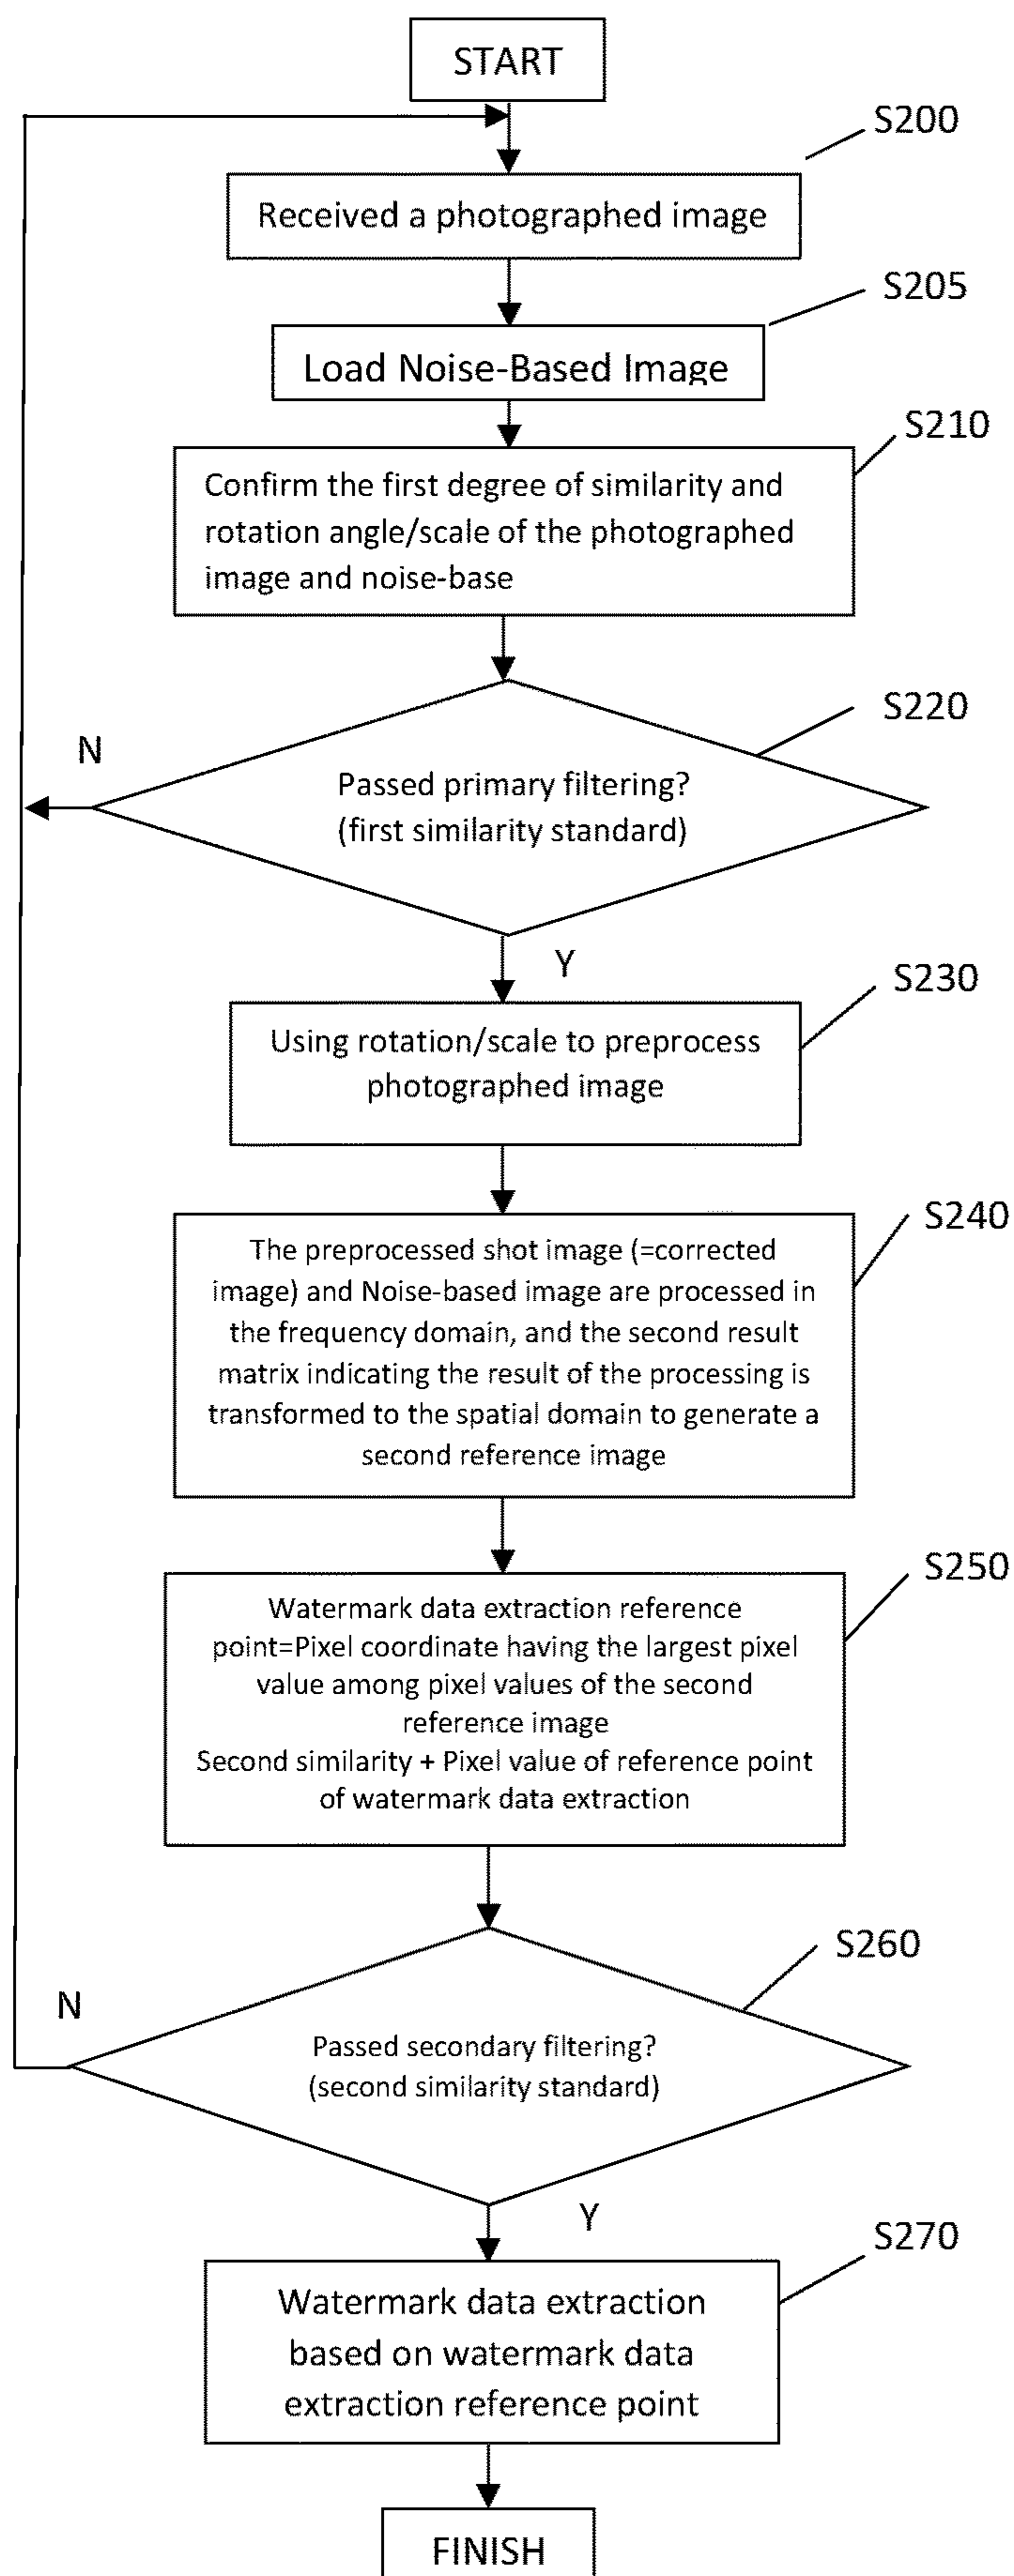 START
S200
Received a photographed image
S205
Load Noise-Based Image
S210
Confirm the first degree of similarity and
rotation angle/scale of the photographed
image and noise-base
S220
N
Passed primary filtering?
(first similarity standard)
Y
S230
Using rotation/scale to preprocess
photographed image
S240
The preprocessed shot image (=corrected
image) and Noise-based image are processed in
the frequency domain, and the second result
matrix indicating the result of the processing is
transformed to the spatial domain to generate a
second reference image
S250
Watermark data extraction reference
point=Pixel coordinate having the largest pixel
value among pixel values of the second
reference image
Second similarity + Pixel value of reference point
of watermark data extraction
S260
N
Passed secondary filtering?
(second similarity standard)
Y
S270
Watermark data extraction
based on watermark data
extraction reference point
FINISH